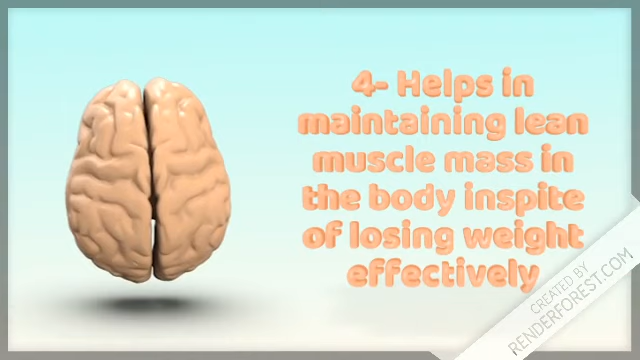 4- Helps in
maintaining lean
muscle mass in
the body inspite
of losing weight
effectively
CREATED BY
RENDERFOREST.COM